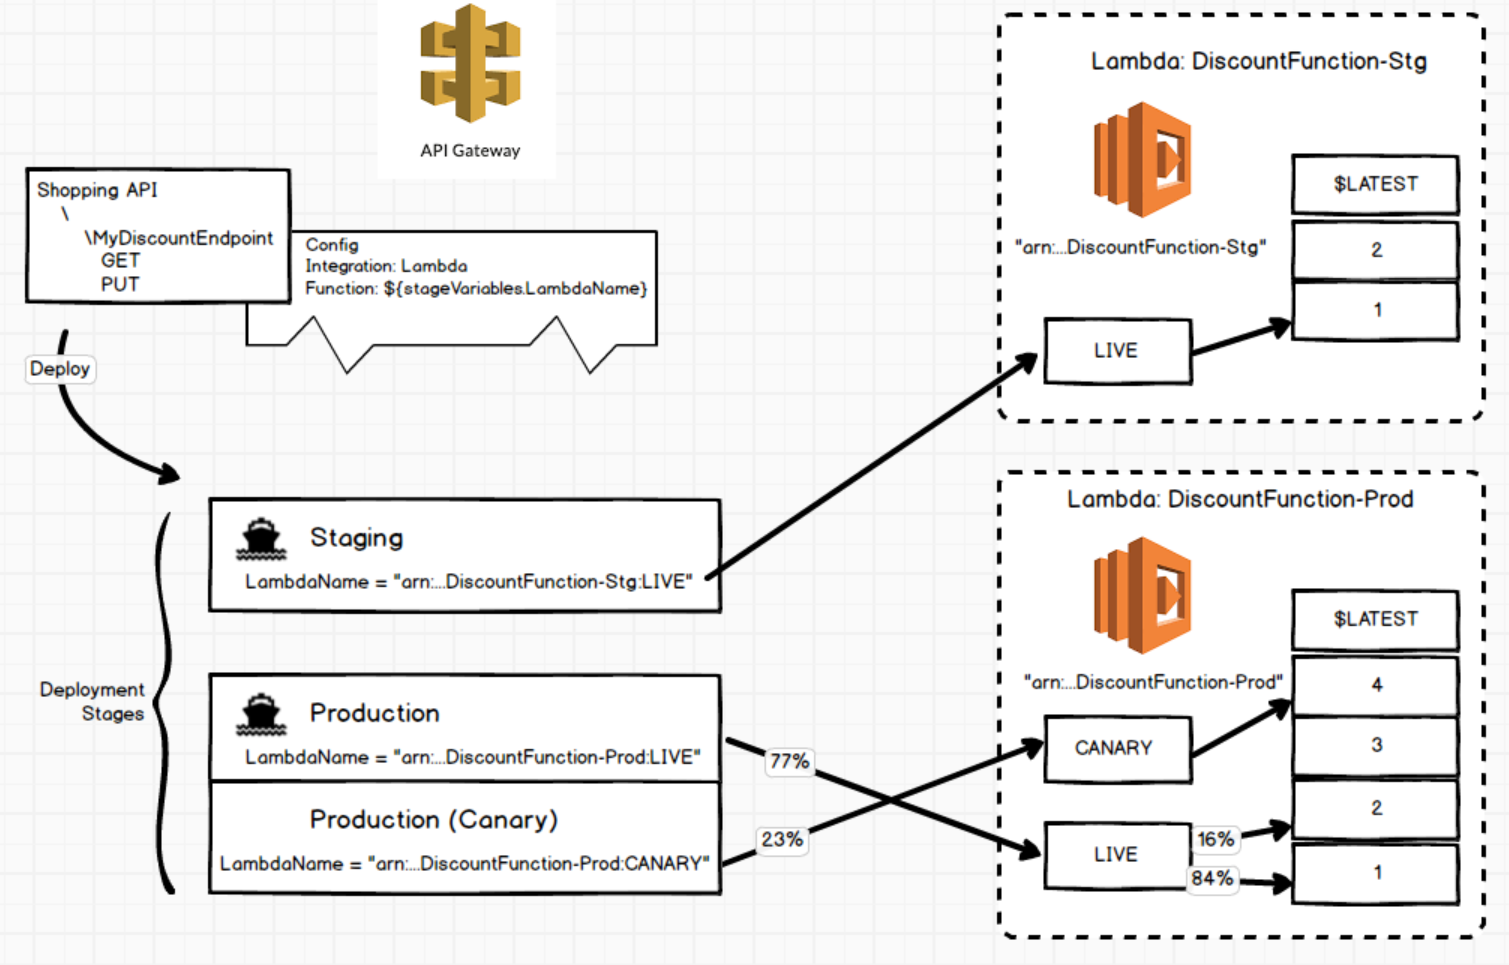 API Gateway
Shopping API
\
\MyDiscountEndpoint
GET
PUT
Config
Integration: Lambda
Function: ${stageVariables.LambdaName}
Deploy
Deployment
Stages
Staging
LambdaName = "arn:...DiscountFunction-Stg:LIVE"
Production
LambdaName = "arn:...DiscountFunction-Prod:LIVE"
Production (Canary)
LambdaName = "arn:...DiscountFunction-Prod:CANARY"
77%
23%
Lambda: DiscountFunction-Stg
"arn:...DiscountFunction-Stg"
$LATEST
2
1
LIVE
Lambda: DiscountFunction-Prod
"arn:...DiscountFunction-Prod"
$LATEST
4
3
2
1
CANARY
LIVE
16%
84%